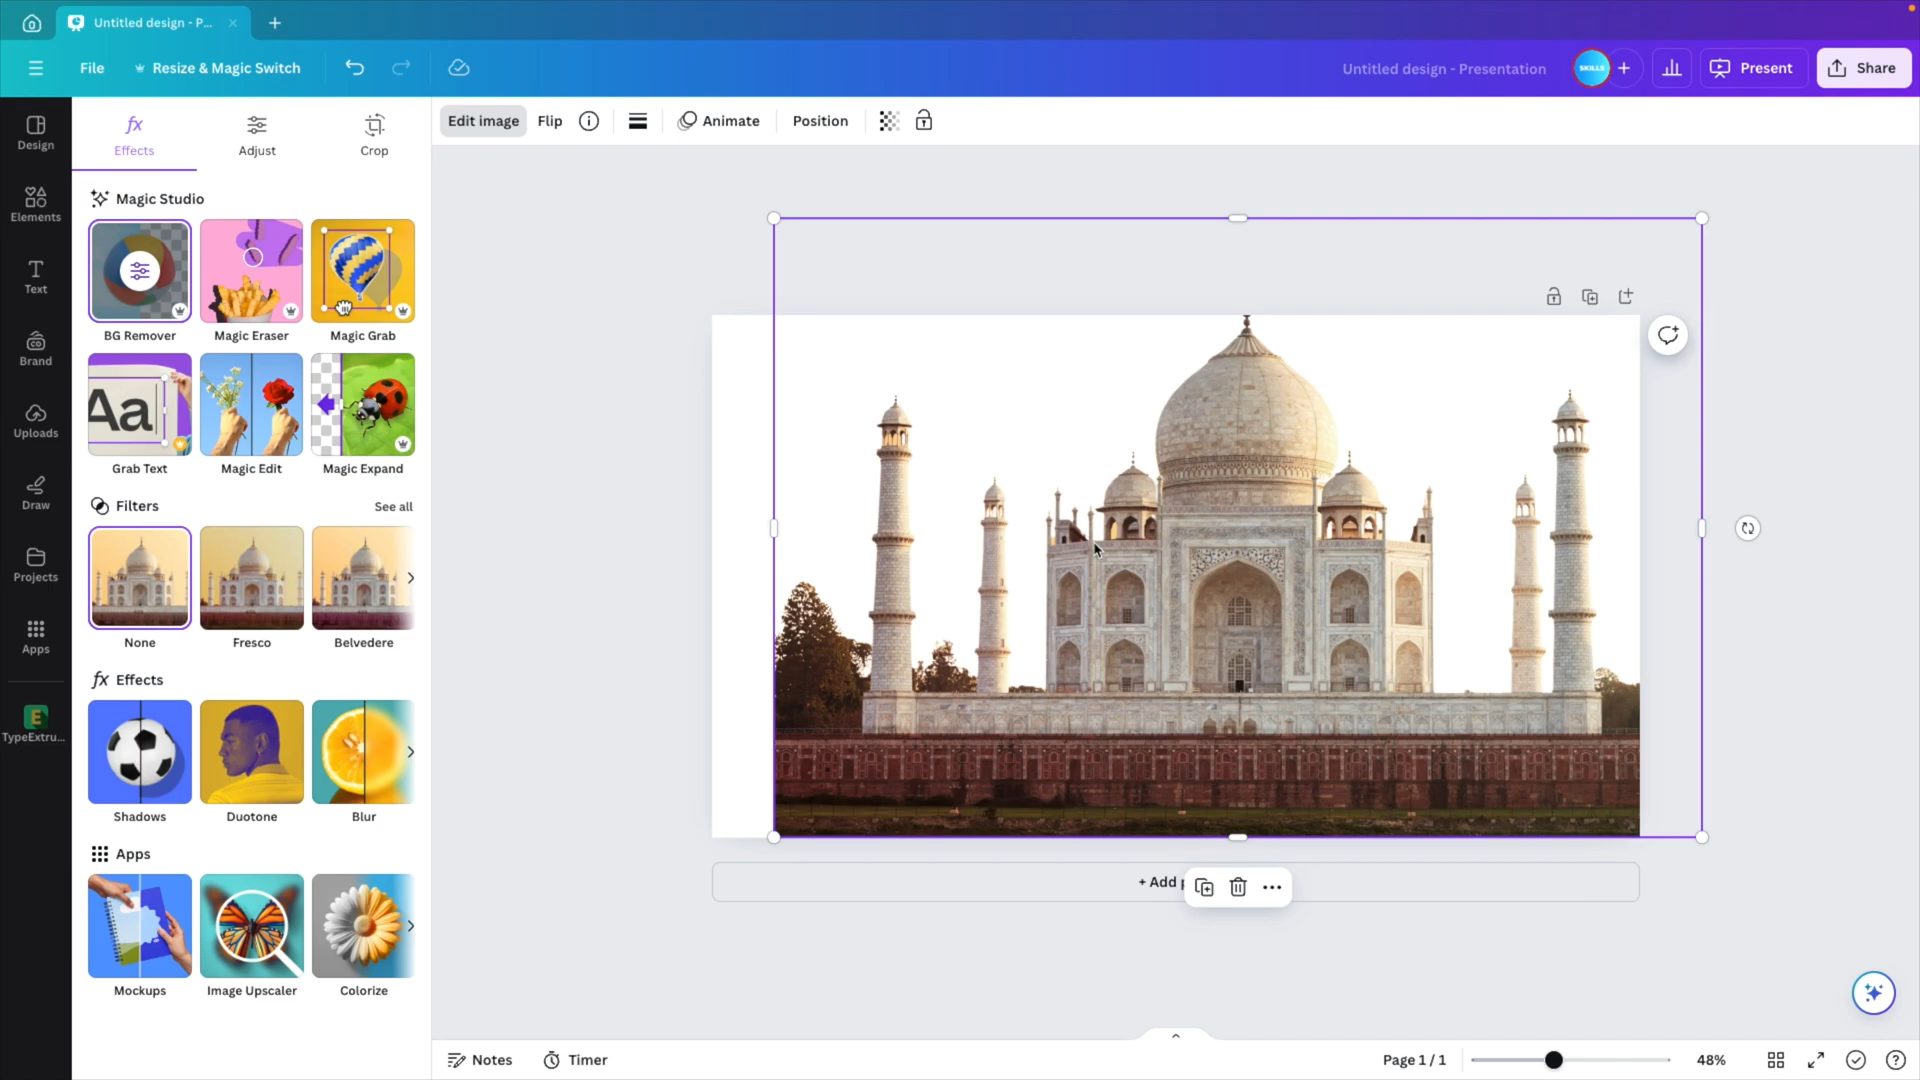 Untitled design - P...
File
Resize & Magic Switch
Untitled design - Presentation
SKILLS
Present
Share
Design
Elements
Text
Brand
Uploads
Draw
Projects
Apps
E
TypeExtru...
Effects
Adjust
Crop
Edit image
Flip
Animate
Position
Magic Studio
BG Remover
Magic Eraser
Magic Grab
Aa
Grab Text
Magic Edit
Magic Expand
Filters
See all
None
Fresco
Belvedere
fx Effects
Shadows
Duotone
Blur
Apps
Mockups
Image Upscaler
Colorize
+ Add p
Notes
Timer
Page 1 / 1
48%